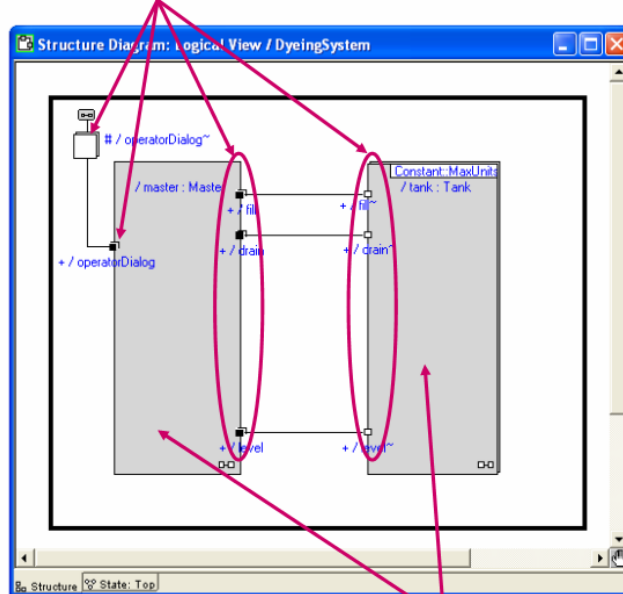 Structure Diagram: Logical View / DyeingSystem
# / operatorDialog~
Constant::MaxUnits
/ master : Maste
/ tank : Tank
+ / fill
+ / fill~
+ / drain
+ / drain~
+ / operatorDialog
+ / level
+ / level~
Structure
State: Top